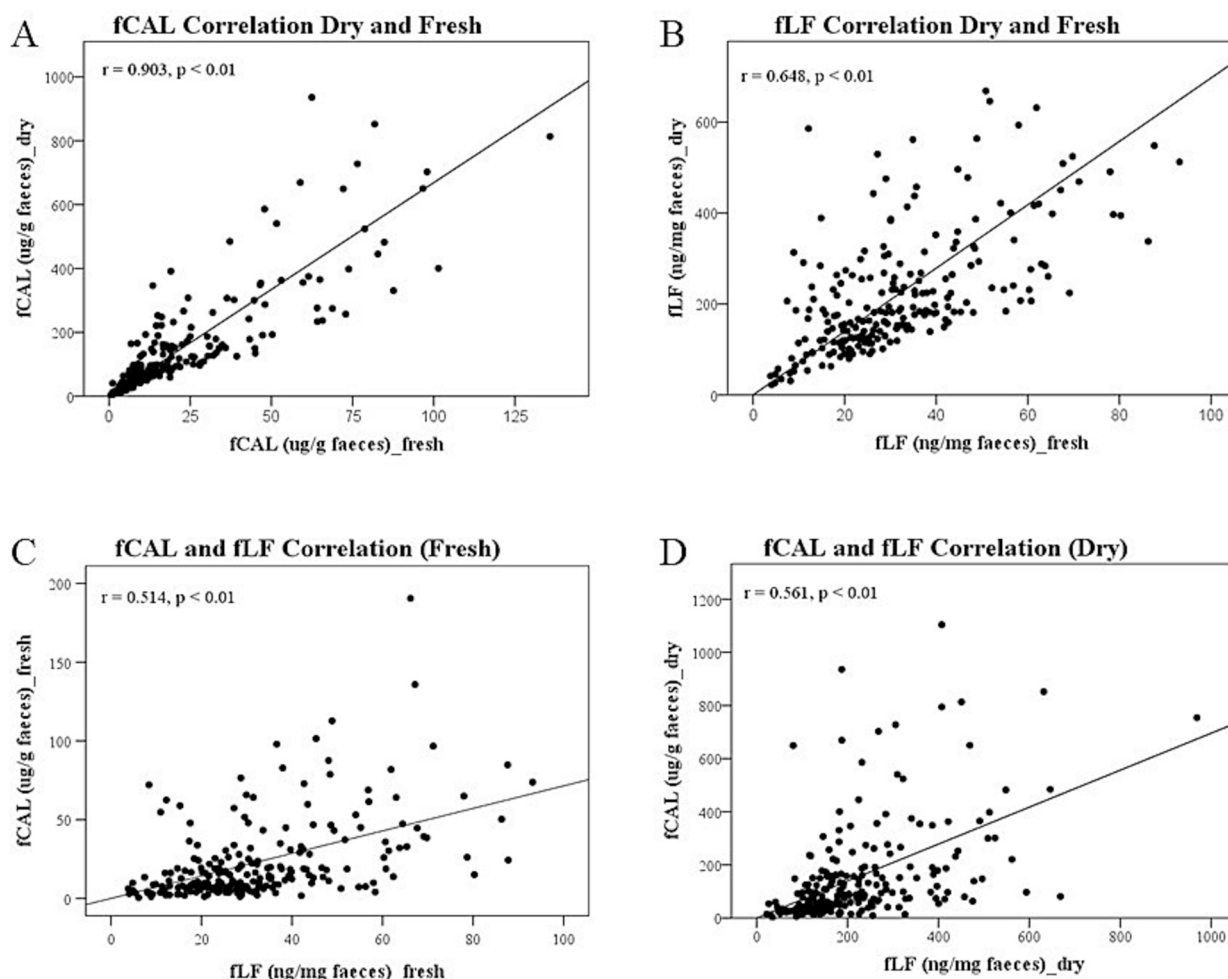 A
fCAL Correlation Dry and Fresh
r = 0.903, p < 0.01
fCAL (ug/g faeces)_dry
1000
800
600
400
200
0
0 25 50 75 100 125
fCAL (ug/g faeces)_fresh
B
fLF Correlation Dry and Fresh
r = 0.648, p < 0.01
fLF (ng/mg faeces)_dry
600
400
200
0
0 20 40 60 80 100
fLF (ng/mg faeces)_fresh
C
fCAL and fLF Correlation (Fresh)
r = 0.514, p < 0.01
fCAL (ug/g faeces)_fresh
200
150
100
50
0
0 20 40 60 80 100
fLF (ng/mg faeces)_fresh
D
fCAL and fLF Correlation (Dry)
r = 0.561, p < 0.01
fCAL (ug/g faeces)_dry
1200
1000
800
600
400
200
0
0 200 400 600 800 1000
fLF (ng/mg faeces)_dry